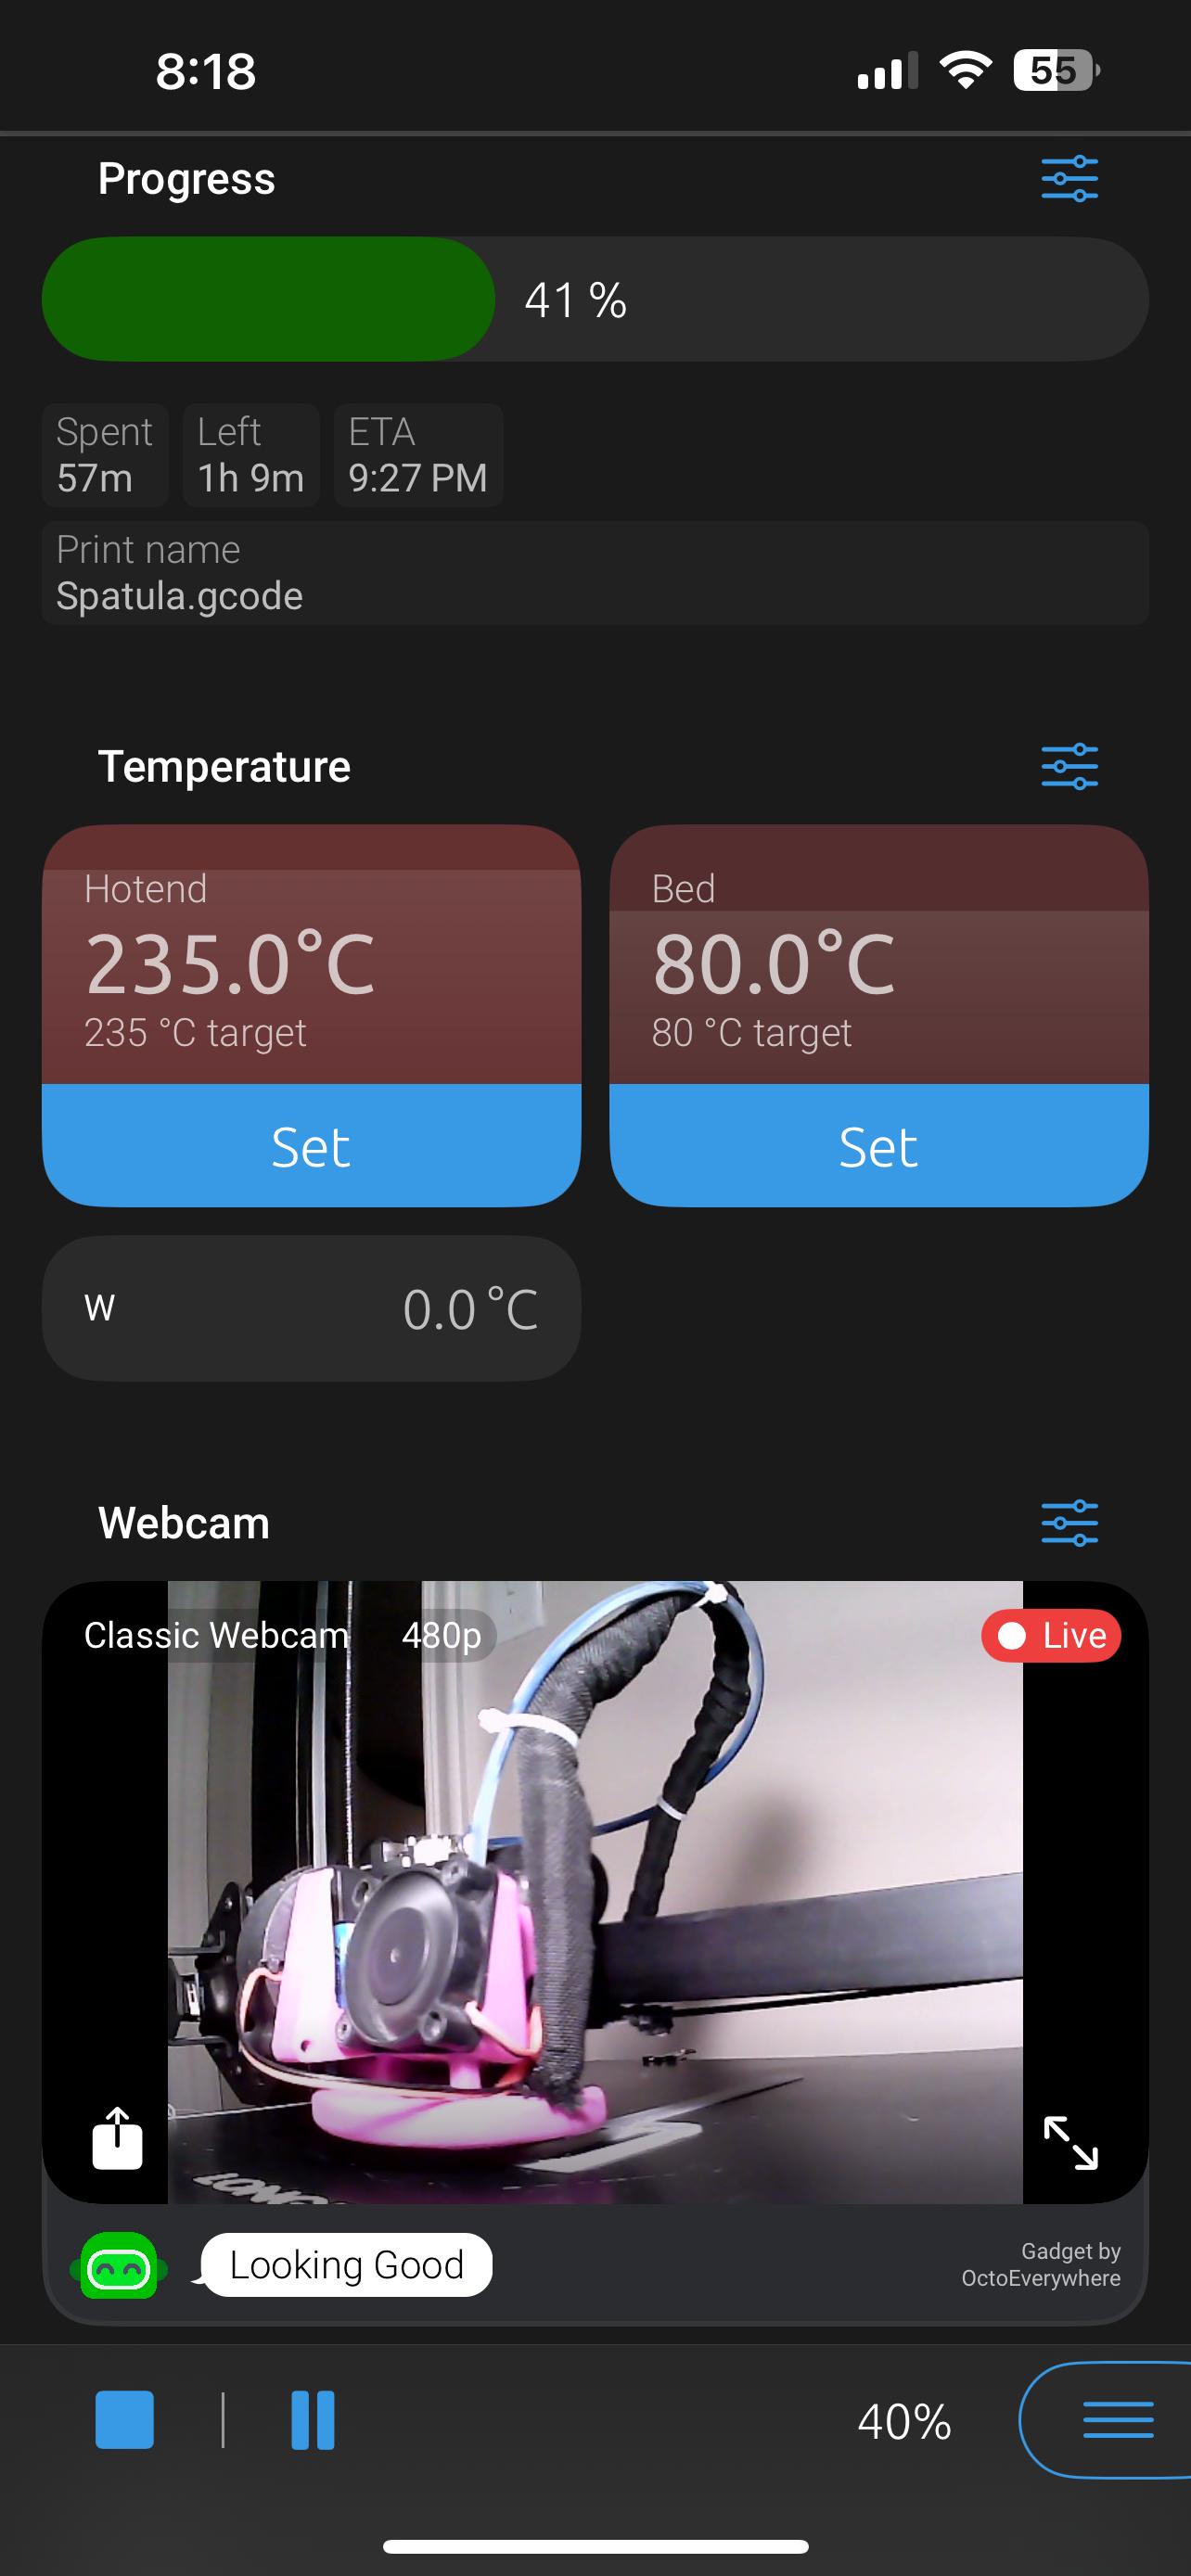 8:18
55
Progress
41 %
Spent
57m
Left
1h 9m
ETA
9:27 PM
Print name
Spatula.gcode
Temperature
Hotend
235.0°C
235 °C target
Set
Bed
80.0°C
80 °C target
Set
W 0.0 °C
Webcam
Classic Webcam 480p
Live
Looking Good
Gadget by
OctoEverywhere
40%